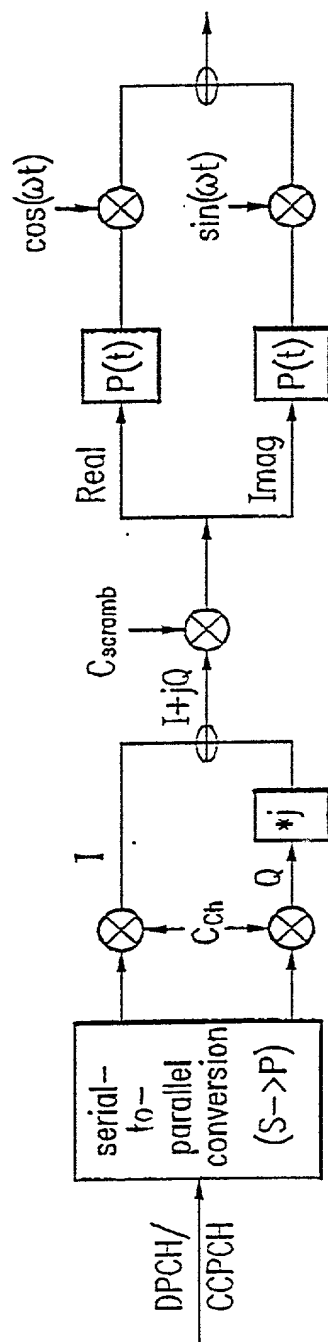 DPCH/
CCPCH
serial-
to-
parallel
conversion
(S->P)
I
C_Ch
Q
*j
I+jQ
C_scramb
Real
Imag
P(t)
P(t)
cos(ωt)
sin(ωt)